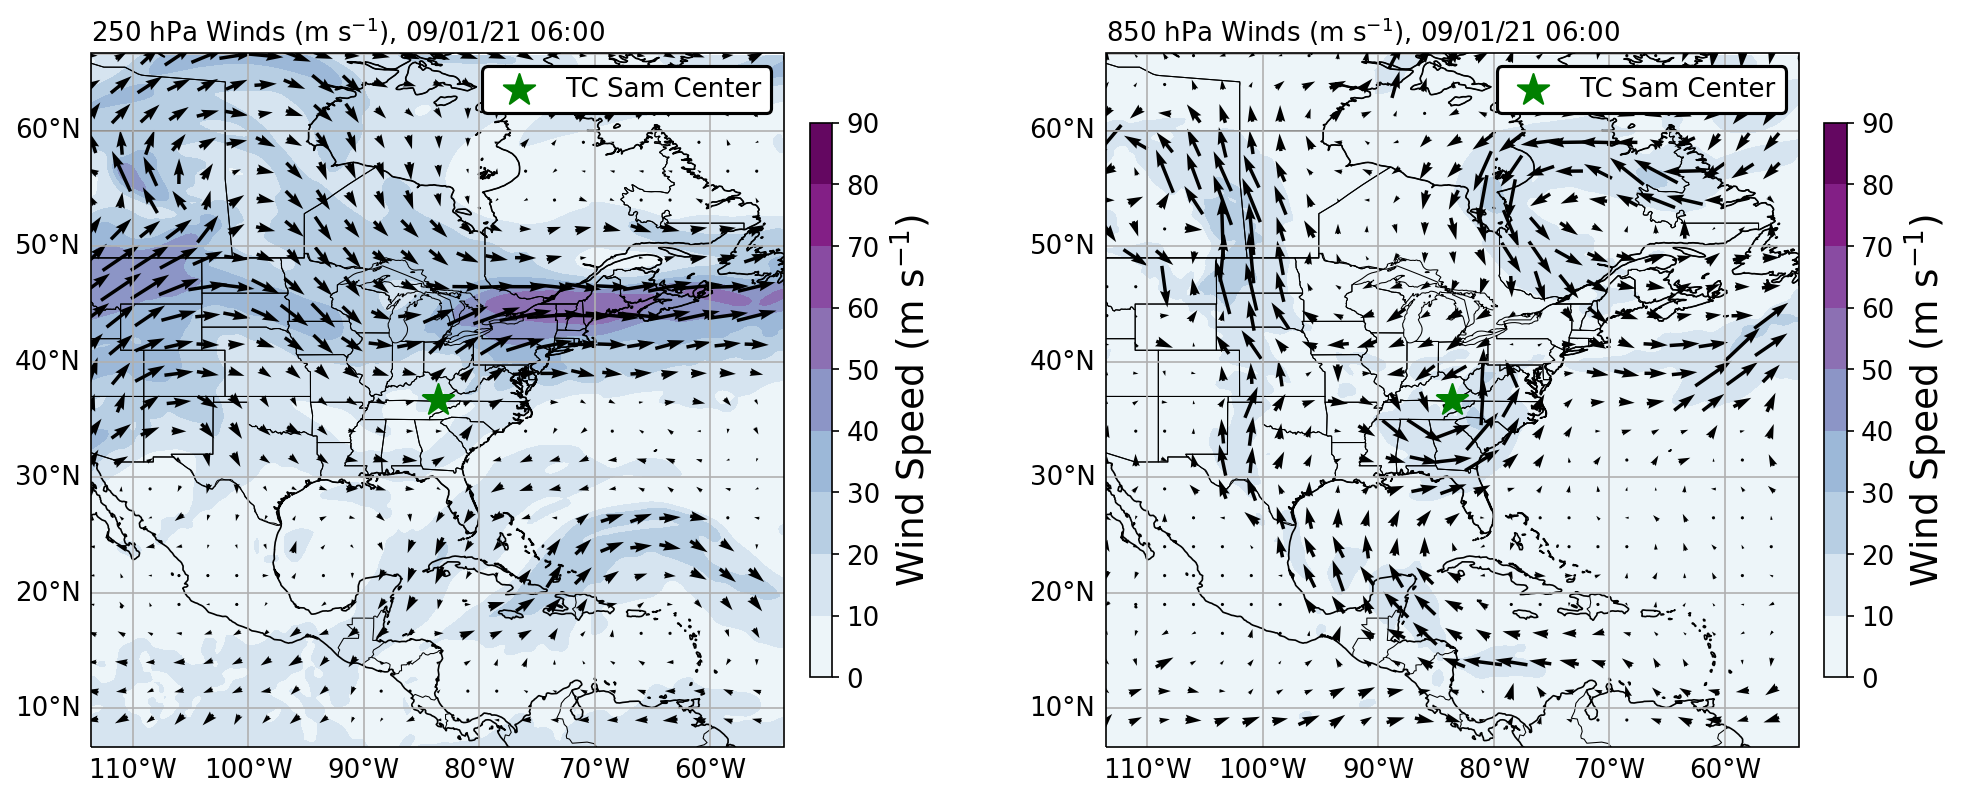 250 hPa Winds (m s⁻¹), 09/01/21 06:00
TC Sam Center
60°N
50°N
40°N
30°N
20°N
10°N
110°W 100°W 90°W 80°W 70°W 60°W
90
80
70
60
50
40
30
20
10
0
Wind Speed (m s⁻¹)
850 hPa Winds (m s⁻¹), 09/01/21 06:00
TC Sam Center
60°N
50°N
40°N
30°N
20°N
10°N
110°W 100°W 90°W 80°W 70°W 60°W
90
80
70
60
50
40
30
20
10
0
Wind Speed (m s⁻¹)